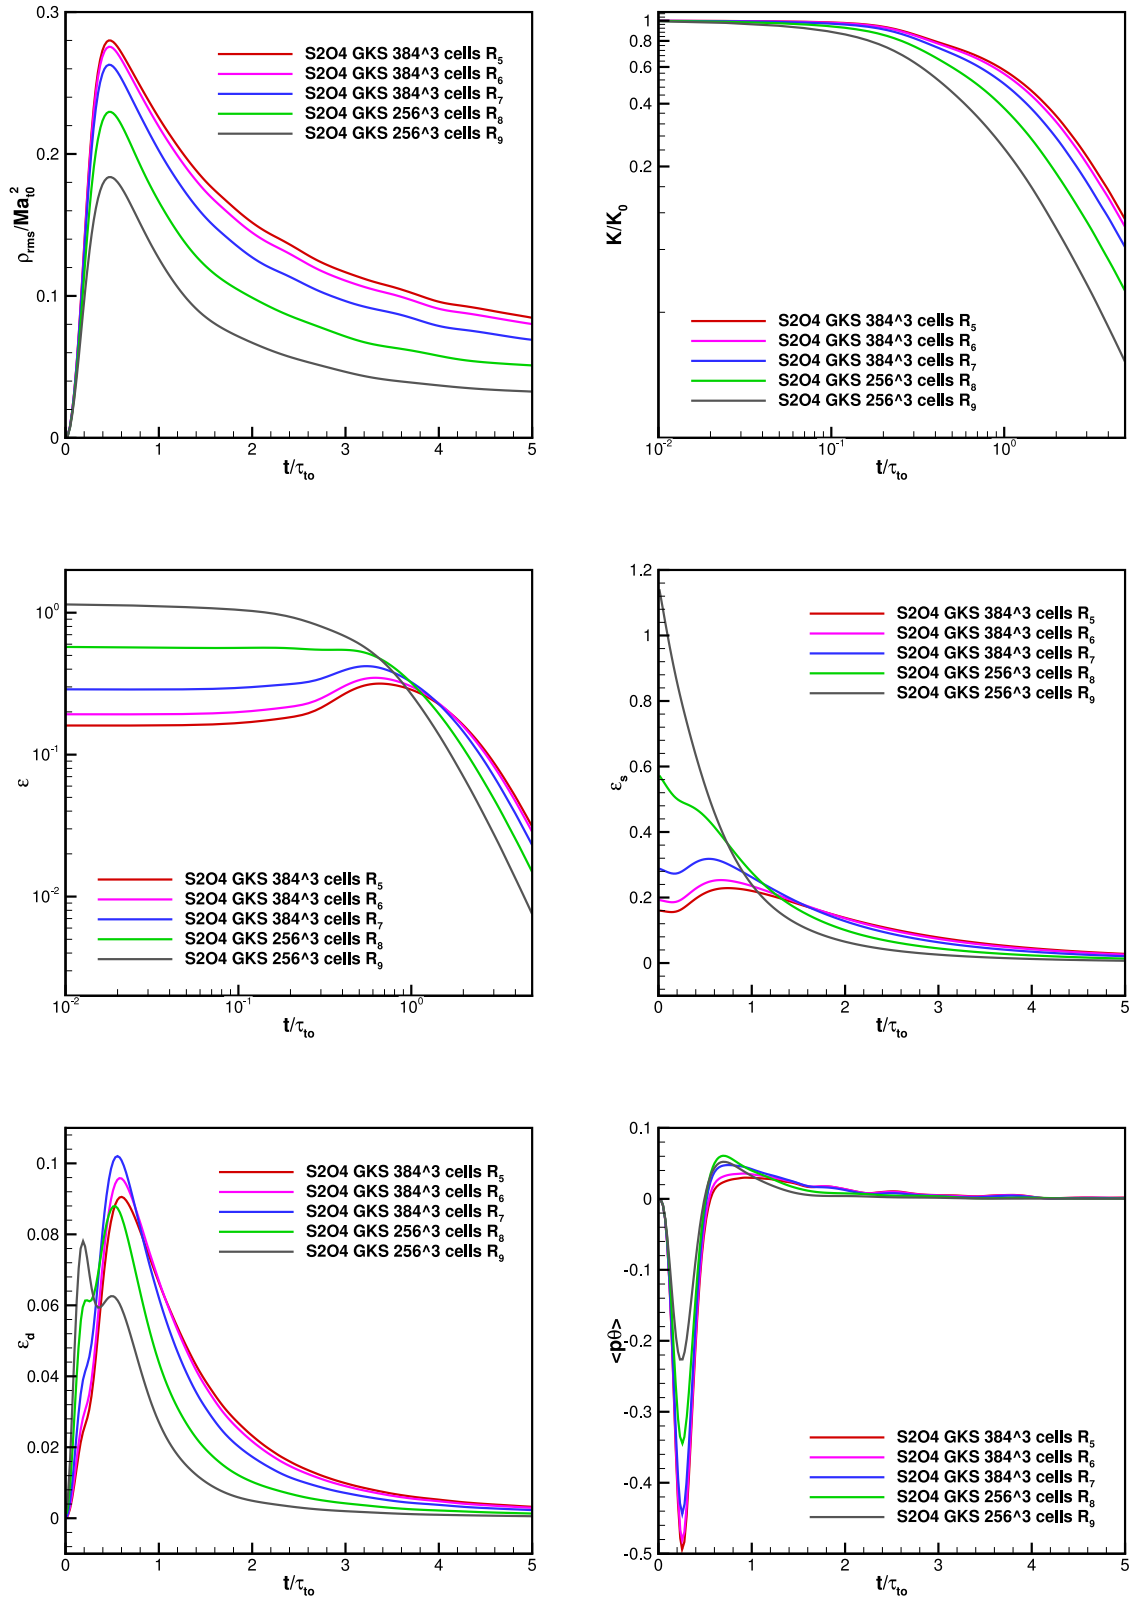 0.3
S2O4 GKS 384^3 cells R5
S2O4 GKS 384^3 cells R6
S2O4 GKS 384^3 cells R7
S2O4 GKS 256^3 cells R8
S2O4 GKS 256^3 cells R9
0.2
ρrms/Ma²t0
0.1
0
0 1 2 3 4 5
t/τto
1
0.8
0.6
0.4
0.2
K/K0
S2O4 GKS 384^3 cells R5
S2O4 GKS 384^3 cells R6
S2O4 GKS 384^3 cells R7
S2O4 GKS 256^3 cells R8
S2O4 GKS 256^3 cells R9
10-2 10-1 100
t/τto
100
10-1
10-2
ε
S2O4 GKS 384^3 cells R5
S2O4 GKS 384^3 cells R6
S2O4 GKS 384^3 cells R7
S2O4 GKS 256^3 cells R8
S2O4 GKS 256^3 cells R9
10-2 10-1 100
t/τto
1.2
1
0.8
0.6
0.4
0.2
0
εs
S2O4 GKS 384^3 cells R5
S2O4 GKS 384^3 cells R6
S2O4 GKS 384^3 cells R7
S2O4 GKS 256^3 cells R8
S2O4 GKS 256^3 cells R9
0 1 2 3 4 5
t/τto
0.1
0.08
0.06
0.04
0.02
0
εd
S2O4 GKS 384^3 cells R5
S2O4 GKS 384^3 cells R6
S2O4 GKS 384^3 cells R7
S2O4 GKS 256^3 cells R8
S2O4 GKS 256^3 cells R9
0 1 2 3 4 5
t/τto
0.1
0
-0.1
-0.2
-0.3
-0.4
-0.5
<pθ>
S2O4 GKS 384^3 cells R5
S2O4 GKS 384^3 cells R6
S2O4 GKS 384^3 cells R7
S2O4 GKS 256^3 cells R8
S2O4 GKS 256^3 cells R9
0 1 2 3 4 5
t/τto